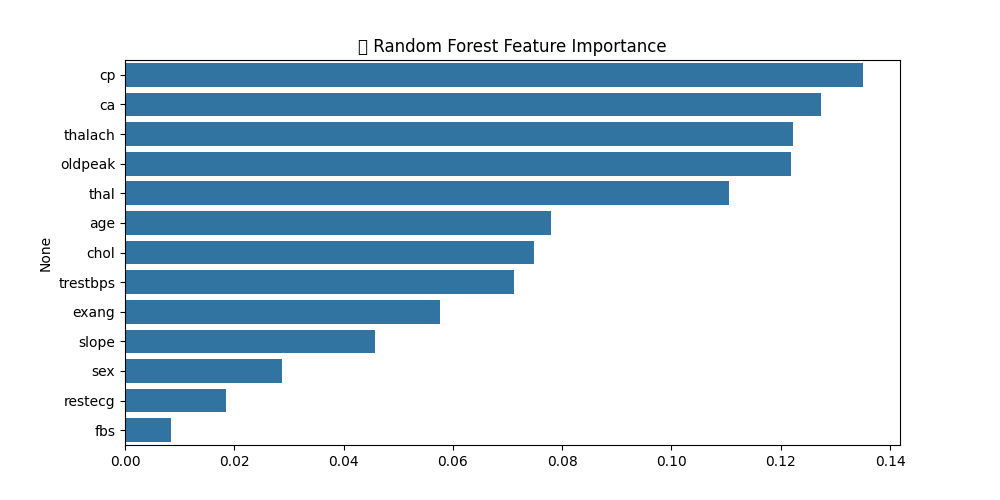 ▯ Random Forest Feature Importance
cp
ca
thalach
oldpeak
thal
age
chol
trestbps
exang
slope
sex
restecg
fbs
None
0.00 0.02 0.04 0.06 0.08 0.10 0.12 0.14